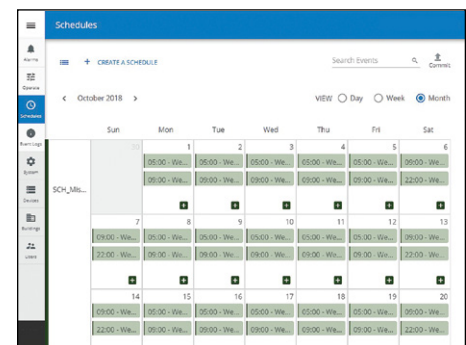 Schedules
Alarms
+ CREATE A SCHEDULE
Search Events
Commit
Operate
Schedules
< October 2018 >
VIEW Day Week Month
Event Logs
Sun Mon Tue Wed Thu Fri Sat
System
30 1 2 3 4 5 6
05:00 - We... 05:00 - We... 05:00 - We... 05:00 - We... 05:00 - We... 09:00 - We...
SCH_Mis...
09:00 - We... 09:00 - We... 09:00 - We... 09:00 - We... 09:00 - We... 22:00 - We...
Devices
Buildings
7 8 9 10 11 12 13
09:00 - We... 05:00 - We... 05:00 - We... 05:00 - We... 05:00 - We... 05:00 - We... 09:00 - We...
Users
22:00 - We... 09:00 - We... 09:00 - We... 09:00 - We... 09:00 - We... 09:00 - We... 22:00 - We...
14 15 16 17 18 19 20
09:00 - We... 05:00 - We... 05:00 - We... 05:00 - We... 05:00 - We... 05:00 - We... 09:00 - We...
22:00 - We... 09:00 - We... 09:00 - We... 09:00 - We... 09:00 - We... 09:00 - We... 22:00 - We...